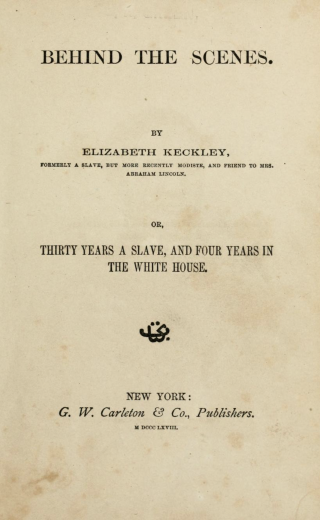 BEHIND THE SCENES.
BY
ELIZABETH KECKLEY,
FORMERLY A SLAVE, BUT MORE RECENTLY MODISTE, AND FRIEND TO MRS.
ABRAHAM LINCOLN.
OR,
THIRTY YEARS A SLAVE, AND FOUR YEARS IN
THE WHITE HOUSE.
NEW YORK:
G. W. Carleton & Co., Publishers.
M DCCC LXVIII.